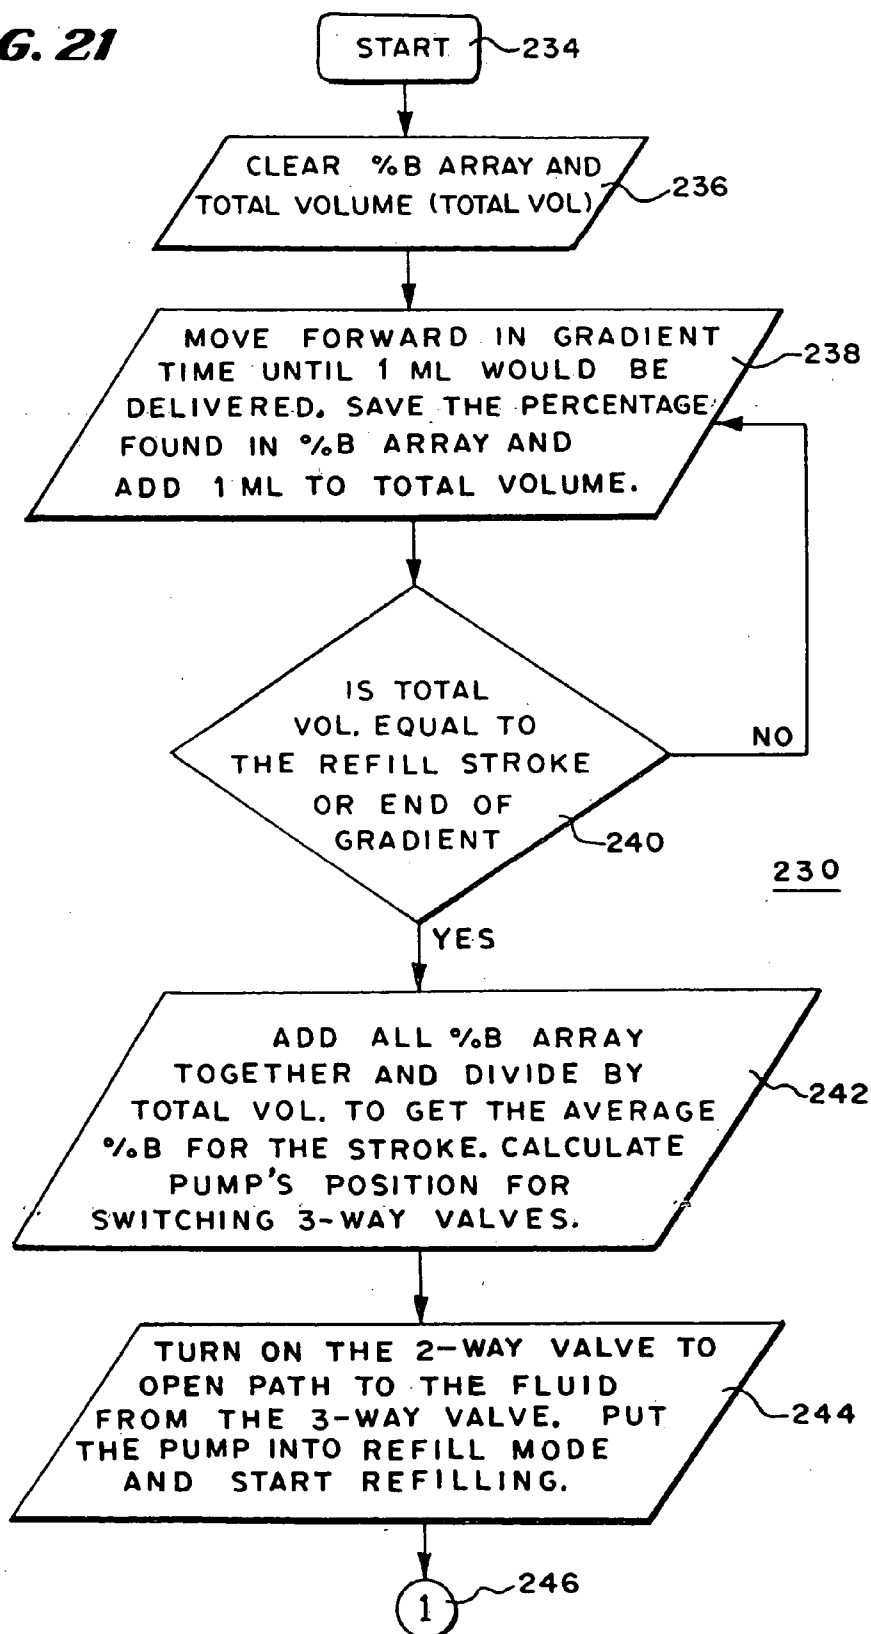 G. 21
START
234
CLEAR %B ARRAY AND
TOTAL VOLUME (TOTAL VOL)
236
MOVE FORWARD IN GRADIENT
TIME UNTIL 1 ML WOULD BE
DELIVERED. SAVE THE PERCENTAGE
FOUND IN %B ARRAY AND
ADD 1 ML TO TOTAL VOLUME.
238
IS TOTAL
VOL. EQUAL TO
THE REFILL STROKE
OR END OF
GRADIENT
240
NO
230
YES
ADD ALL %B ARRAY
TOGETHER AND DIVIDE BY
TOTAL VOL. TO GET THE AVERAGE
%B FOR THE STROKE. CALCULATE
PUMP'S POSITION FOR
SWITCHING 3-WAY VALVES.
242
TURN ON THE 2-WAY VALVE TO
OPEN PATH TO THE FLUID
FROM THE 3-WAY VALVE. PUT
THE PUMP INTO REFILL MODE
AND START REFILLING.
244
1
246